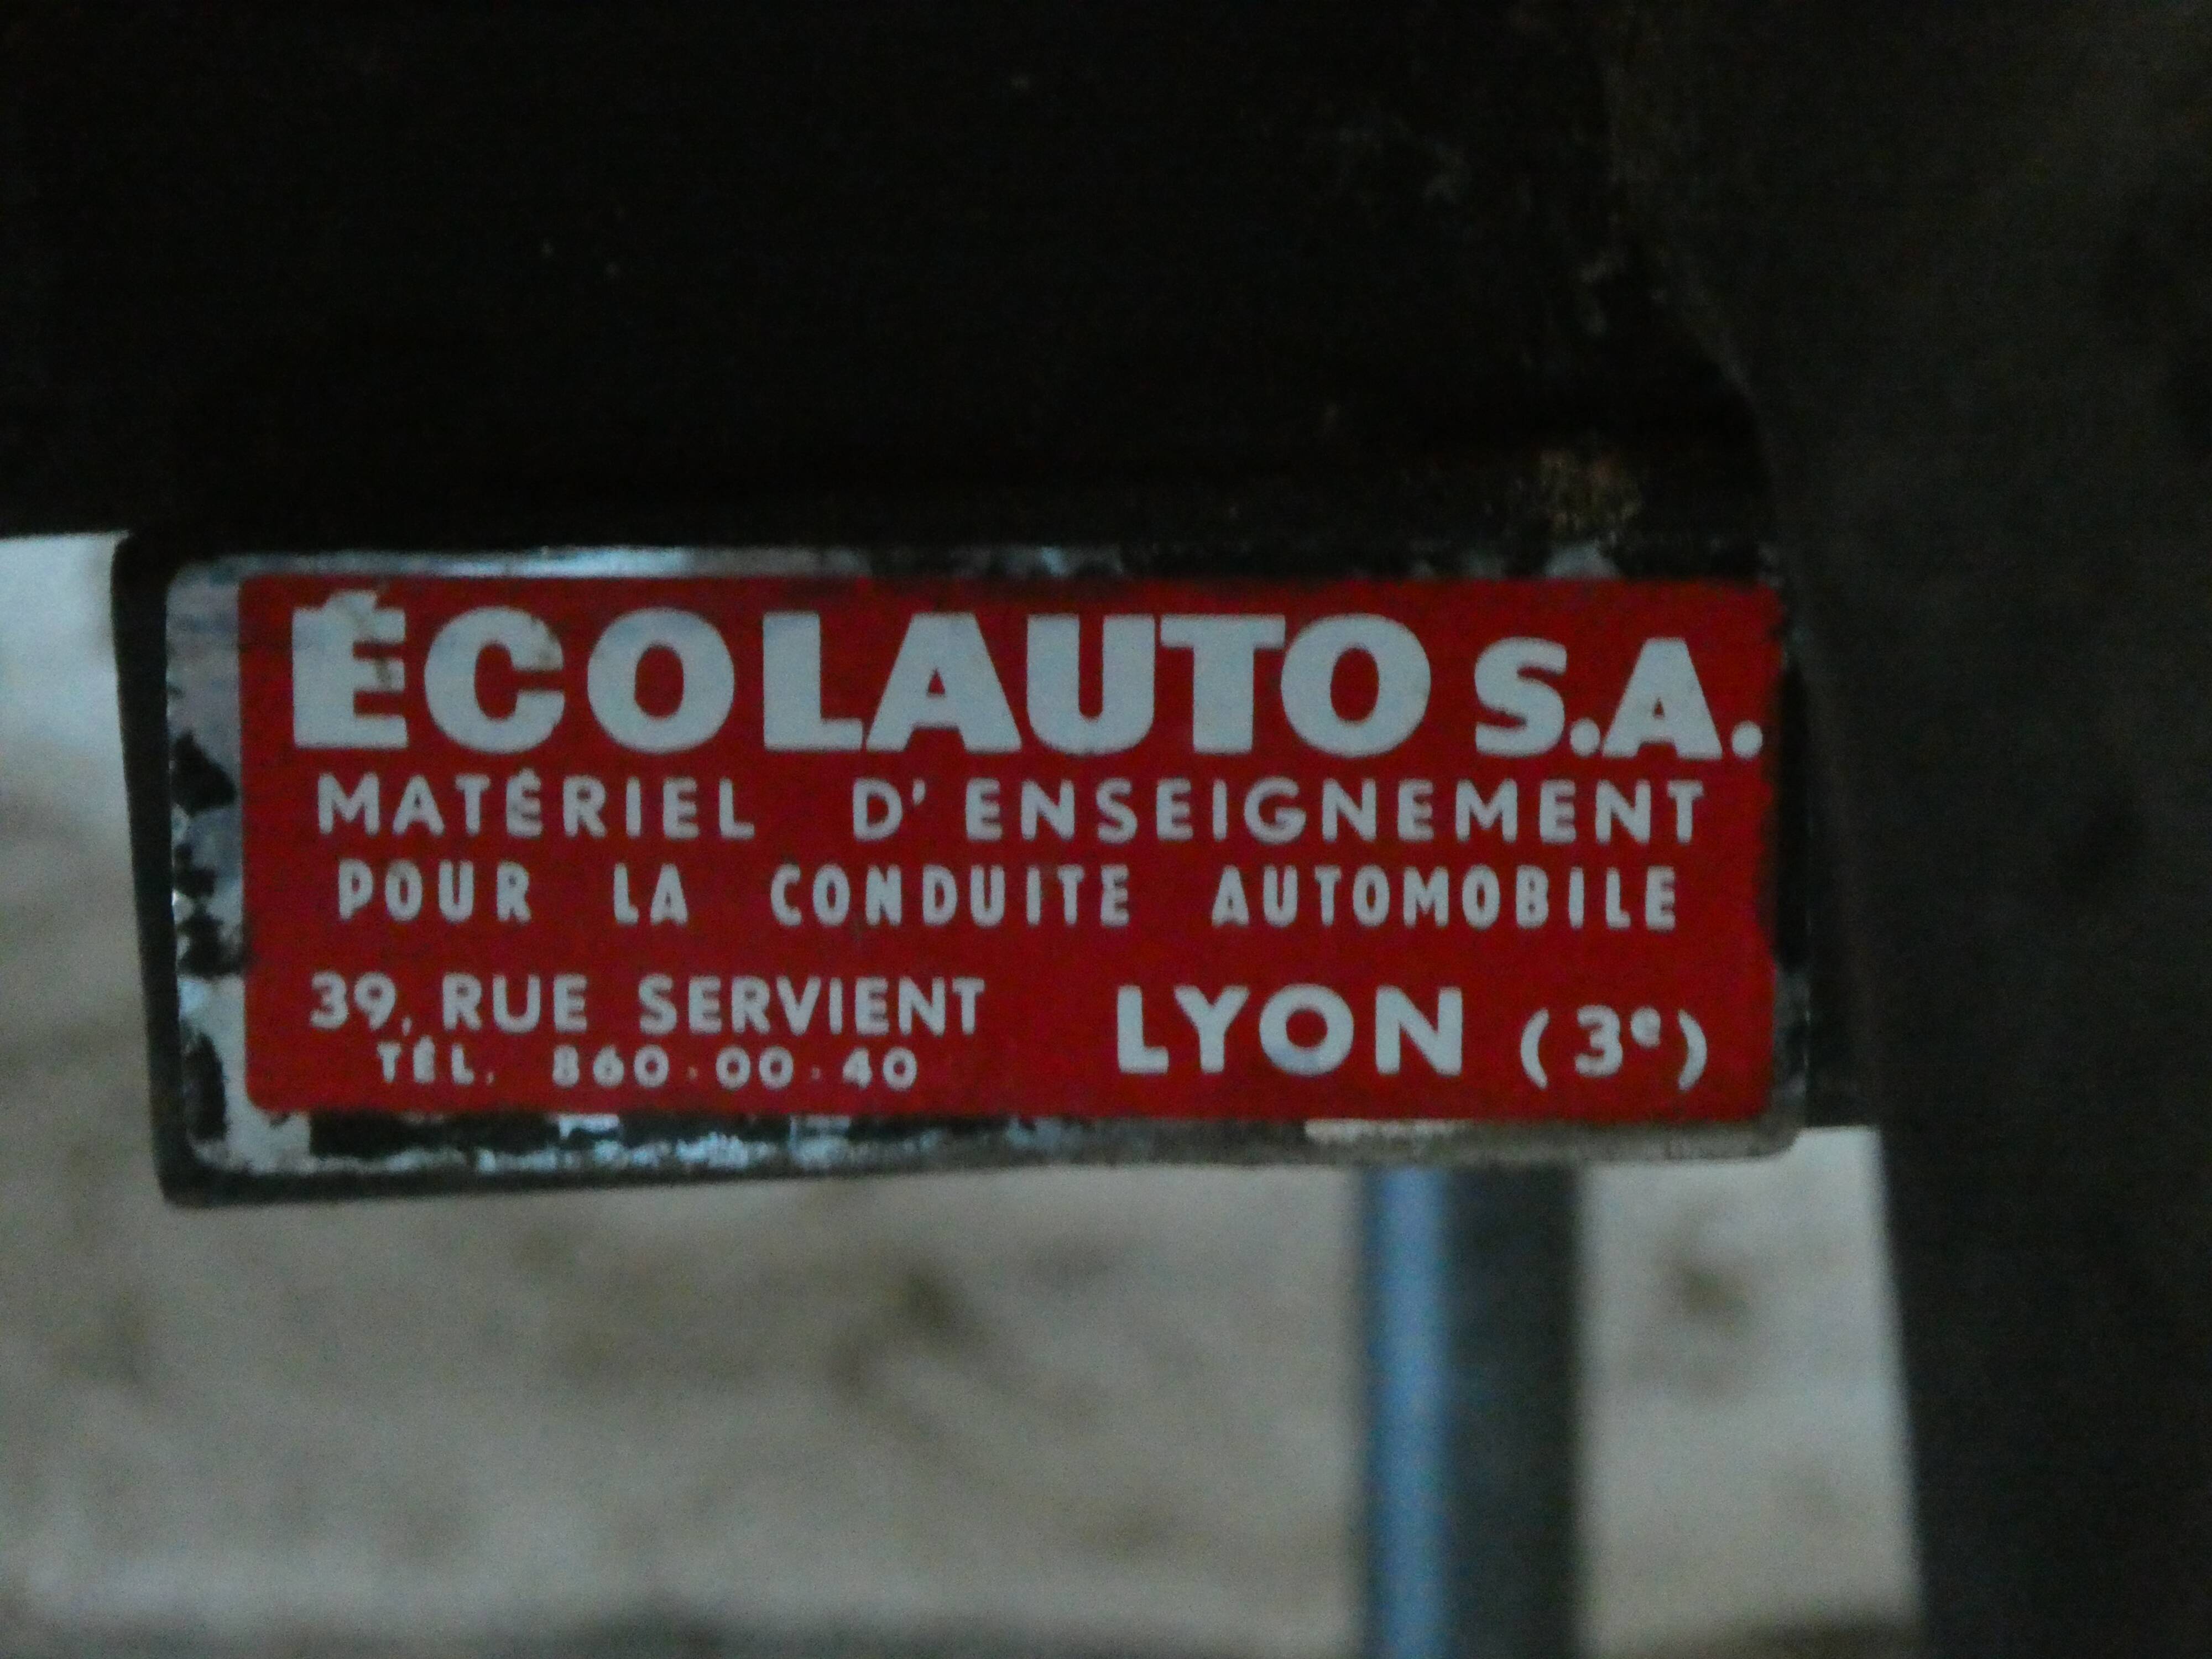 ÉCOLAUTO S.A.
MATÉRIEL D'ENSEIGNEMENT
POUR LA CONDUITE AUTOMOBILE
39, RUE SERVIENT LYON (3e)
TÉL. 860-00-40